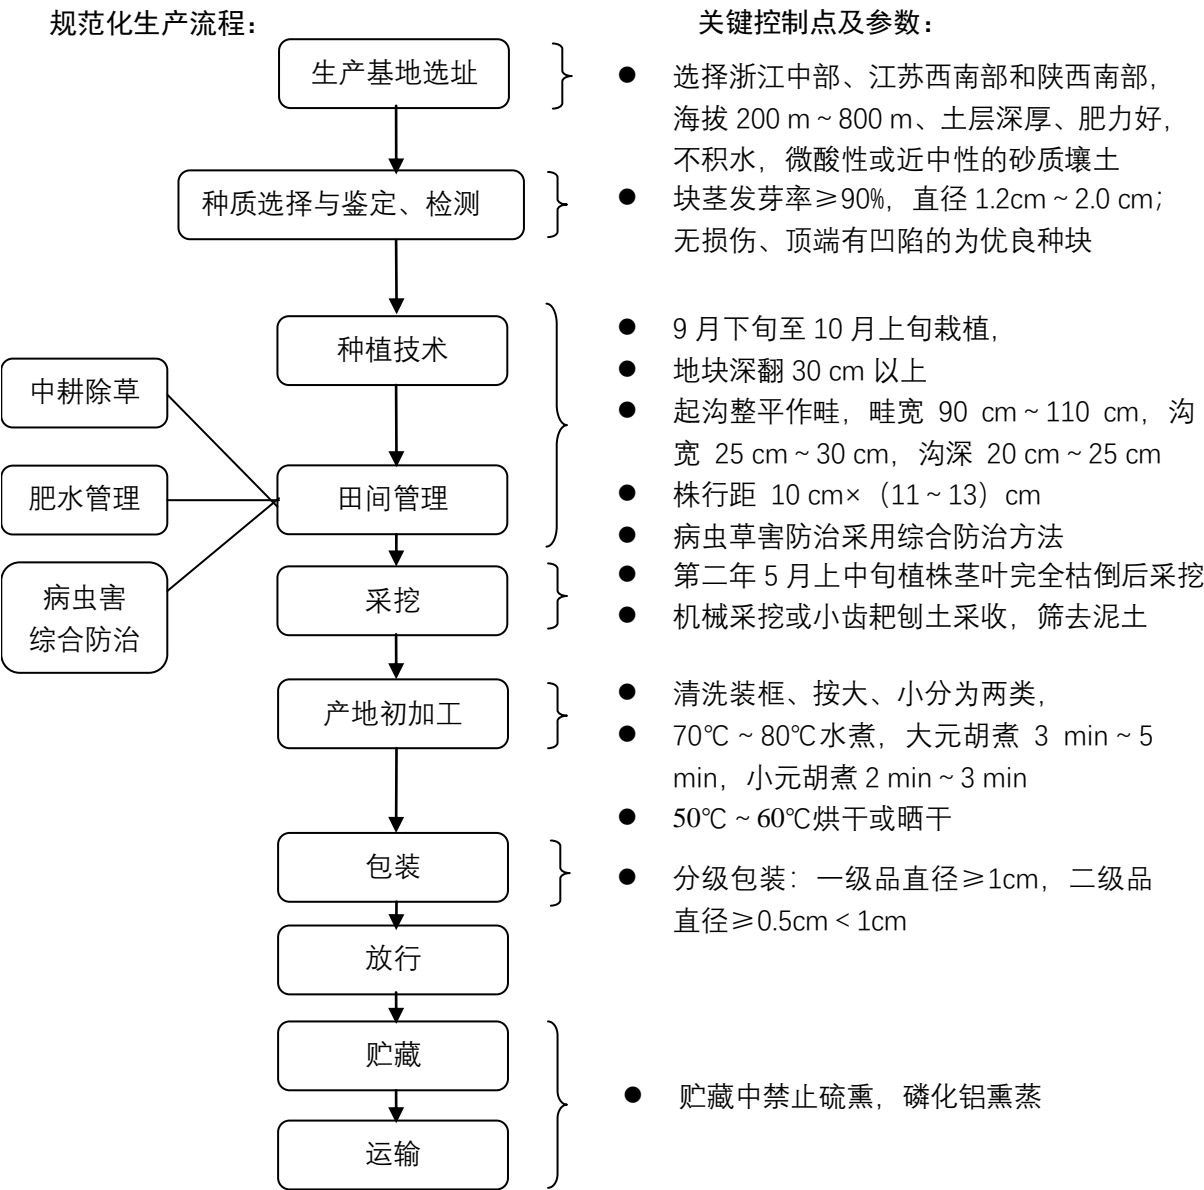 规范化生产流程：
关键控制点及参数：
生产基地选址
选择浙江中部、江苏西南部和陕西南部，
海拔 200 m～800 m、土层深厚、肥力好，
不积水，微酸性或近中性的砂质壤土
种质选择与鉴定、检测
块茎发芽率≥90%，直径 1.2cm～2.0 cm；
无损伤、顶端有凹陷的为优良种块
种植技术
9 月下旬至 10 月上旬栽植，
地块深翻 30 cm 以上
起沟整平作畦，畦宽 90 cm～110 cm，沟
宽 25 cm～30 cm，沟深 20 cm～25 cm
株行距 10 cm×（11～13）cm
病虫草害防治采用综合防治方法
中耕除草
肥水管理
田间管理
病虫害
综合防治
采挖
第二年 5 月上中旬植株茎叶完全枯倒后采挖
机械采挖或小齿耙刨土采收，筛去泥土
产地初加工
清洗装框、按大、小分为两类，
70℃～80℃水煮，大元胡煮 3 min～5
min，小元胡煮 2 min～3 min
50℃～60℃烘干或晒干
包装
分级包装：一级品直径≥1cm，二级品
直径≥0.5cm＜1cm
放行
贮藏
运输
贮藏中禁止硫熏，磷化铝熏蒸